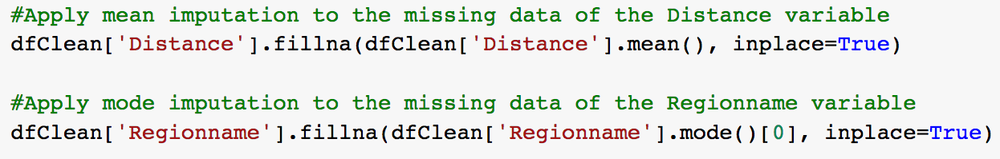 #Apply mean imputation to the missing data of the Distance variable
dfClean['Distance'].fillna(dfClean['Distance'].mean(), inplace=True)
#Apply mode imputation to the missing data of the Regionname variable
dfClean['Regionname'].fillna(dfClean['Regionname'].mode()[0], inplace=True)